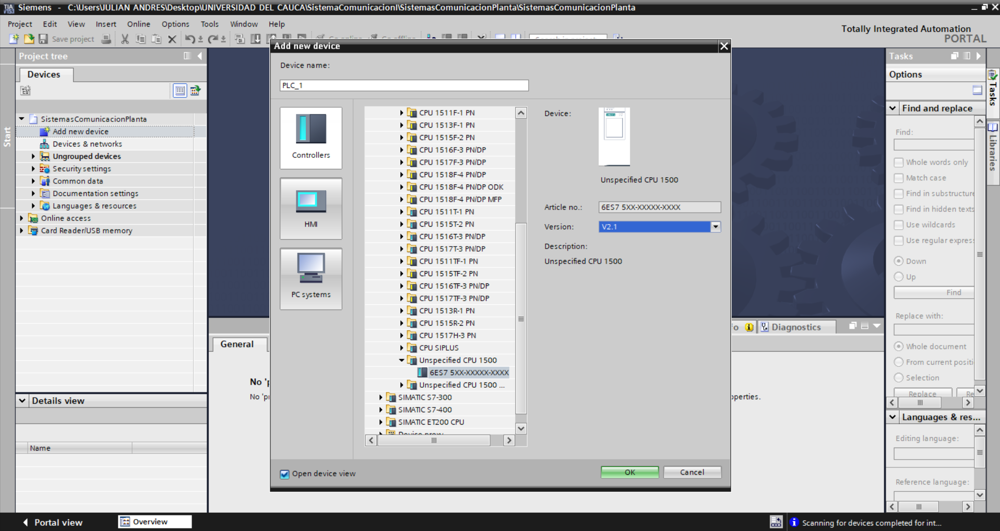 Siemens - C:\Users\JULIAN ANDRES\Desktop\UNIVERSIDAD DEL CAUCA\SistemaComunicacionI\SistemasComunicacionPlanta\SistemasComunicacionPlanta
Project Edit View Insert Online Options Tools Window Help
Totally Integrated Automation
PORTAL
Save project
Project tree
Devices
Start
SistemasComunicacionPlanta
Add new device
Devices & networks
Ungrouped devices
Security settings
Common data
Documentation settings
Languages & resources
Online access
Card Reader/USB memory
Details view
Name
Add new device
Device name:
PLC_1
Controllers
HMI
PC systems
CPU 1511F-1 PN
CPU 1513F-1 PN
CPU 1515F-2 PN
CPU 1516F-3 PN/DP
CPU 1517F-3 PN/DP
CPU 1518F-4 PN/DP
CPU 1518F-4 PN/DP ODK
CPU 1518F-4 PN/DP MFP
CPU 1511T-1 PN
CPU 1515T-2 PN
CPU 1516T-3 PN/DP
CPU 1517T-3 PN/DP
CPU 1511TF-1 PN
CPU 1515TF-2 PN
CPU 1516TF-3 PN/DP
CPU 1517TF-3 PN/DP
CPU 1513R-1 PN
CPU 1515R-2 PN
CPU 1517H-3 PN
CPU SIPLUS
Unspecified CPU 1500
6ES7 5XX-XXXXX-XXXX
Unspecified CPU 1500 ...
SIMATIC S7-300
SIMATIC S7-400
SIMATIC ET200 CPU
Device proxy
Device:
Unspecified CPU 1500
Article no.: 6ES7 5XX-XXXXX-XXXX
Version: V2.1
Description:
Unspecified CPU 1500
Open device view
OK Cancel
General
No 'p
No 'p
fo
Diagnostics
operties.
Tasks
Options
Find and replace
Find:
Whole words only
Match case
Find in substructure
Find in hidden texts
Use wildcards
Use regular express
Down
Up
Find
Replace with:
Whole document
From current positi
Selection
Replace Re
Languages & res...
Editing language:
Reference language:
Tasks
Libraries
Portal view
Overview
Scanning for devices completed for int...